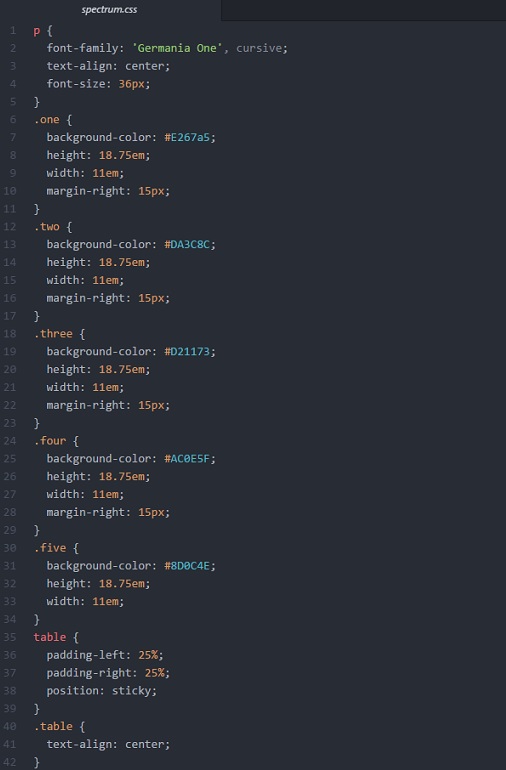 spectrum.css
1 p {
2 font-family: 'Germania One', cursive;
3 text-align: center;
4 font-size: 36px;
5 }
6 .one {
7 background-color: #E267a5;
8 height: 18.75em;
9 width: 11em;
10 margin-right: 15px;
11 }
12 .two {
13 background-color: #DA3C8C;
14 height: 18.75em;
15 width: 11em;
16 margin-right: 15px;
17 }
18 .three {
19 background-color: #D21173;
20 height: 18.75em;
21 width: 11em;
22 margin-right: 15px;
23 }
24 .four {
25 background-color: #AC0E5F;
26 height: 18.75em;
27 width: 11em;
28 margin-right: 15px;
29 }
30 .five {
31 background-color: #8D0C4E;
32 height: 18.75em;
33 width: 11em;
34 }
35 table {
36 padding-left: 25%;
37 padding-right: 25%;
38 position: sticky;
39 }
40 .table {
41 text-align: center;
42 }